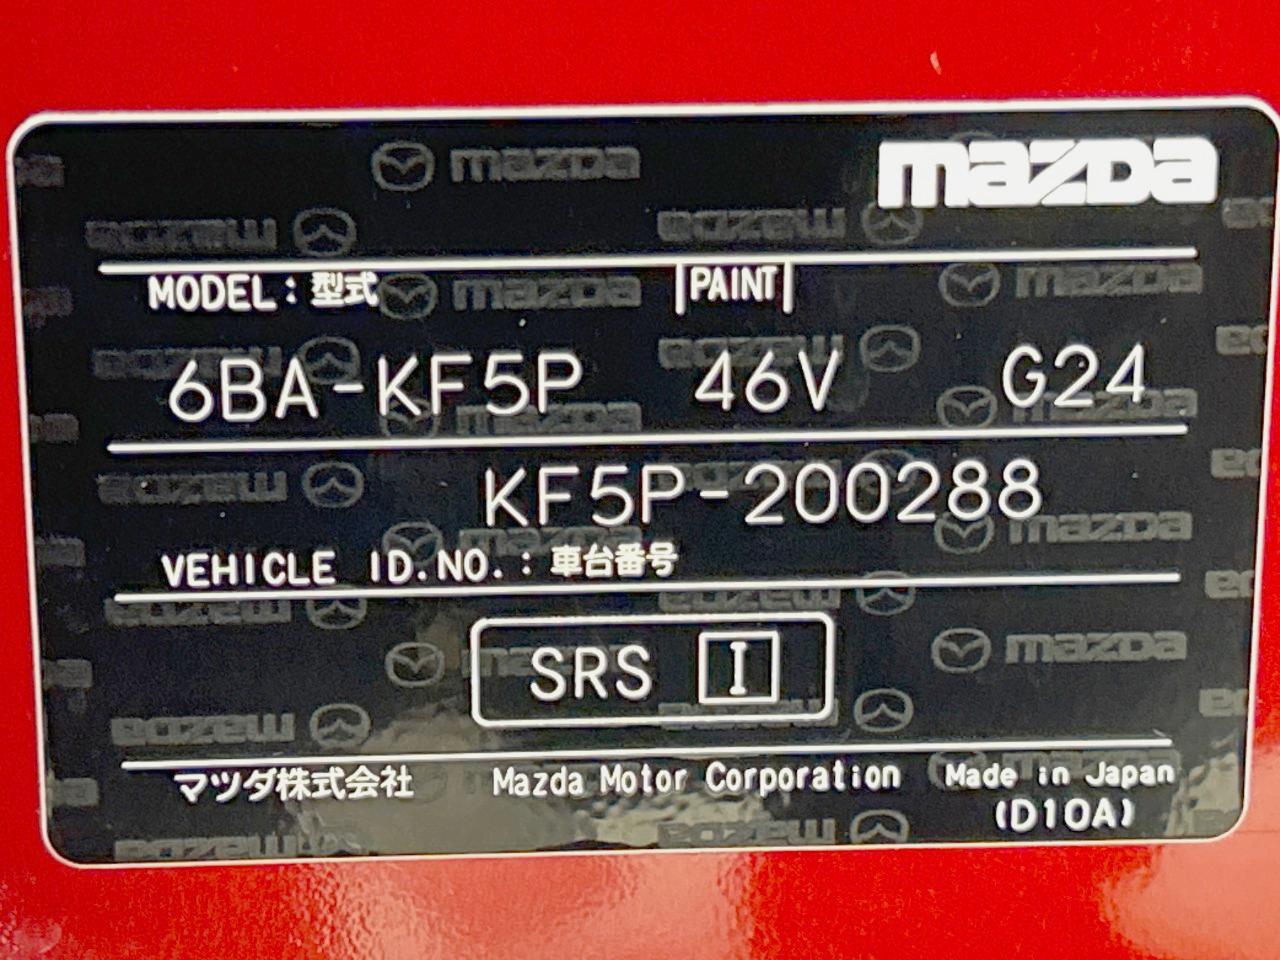 mazda
MODEL : 型式 PAINT
6BA-KF5P 46V G24
KF5P-200288
VEHICLE ID.NO. : 車台番号
SRS I
マツダ株式会社 Mazda Motor Corporation Made in Japan
(D10A)